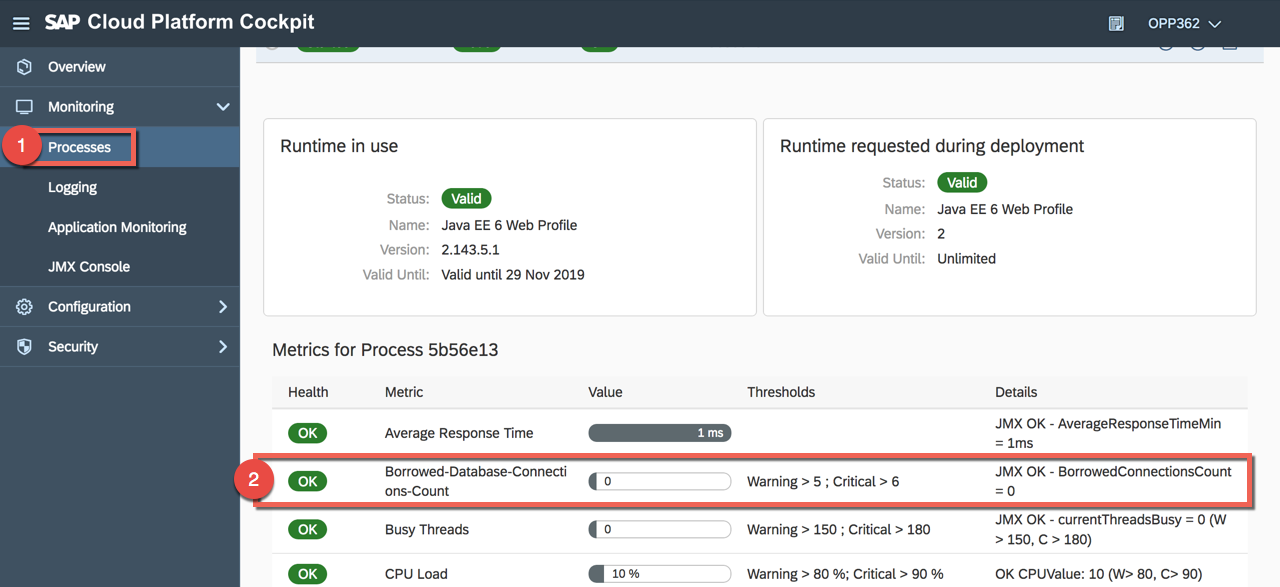 SAP Cloud Platform Cockpit
OPP362
Overview
Monitoring
1
Processes
Logging
Application Monitoring
JMX Console
Configuration
Security
Runtime in use
Status: Valid
Name: Java EE 6 Web Profile
Version: 2.143.5.1
Valid Until: Valid until 29 Nov 2019
Runtime requested during deployment
Status: Valid
Name: Java EE 6 Web Profile
Version: 2
Valid Until: Unlimited
Metrics for Process 5b56e13
Health Metric Value Thresholds Details
OK Average Response Time 1 ms JMX OK - AverageResponseTimeMin
= 1ms
2
OK Borrowed-Database-Connecti
ons-Count 0 Warning > 5 ; Critical > 6 JMX OK - BorrowedConnectionsCount
= 0
OK Busy Threads 0 Warning > 150 ; Critical > 180 JMX OK - currentThreadsBusy = 0 (W
> 150, C > 180)
OK CPU Load 10 % Warning > 80 %; Critical > 90 % OK CPUValue: 10 (W> 80, C> 90)